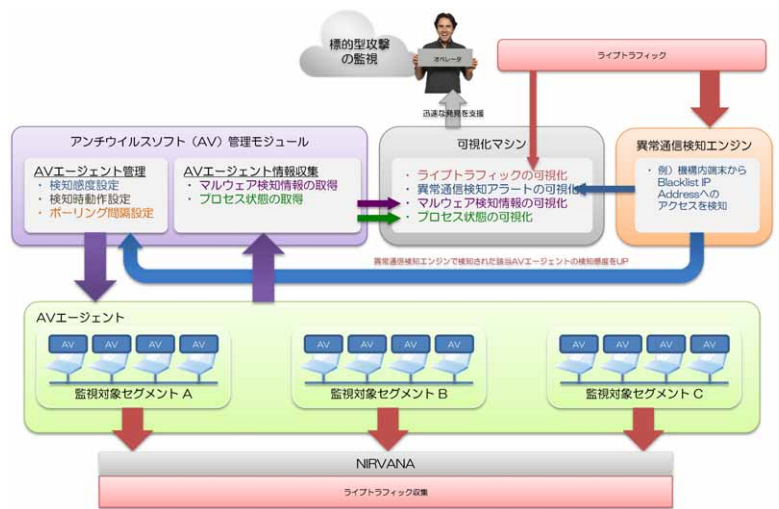 標的型攻撃
の監視
オペレータ
ライブトラフィック
迅速な発見を支援
アンチウイルスソフト（AV）管理モジュール
AVエージェント管理
・ 検知感度設定
・ 検知時動作設定
・ ポーリング間隔設定
AVエージェント情報収集
・ マルウェア検知情報の取得
・ プロセス状態の取得
可視化マシン
・ ライブトラフィックの可視化
・ 異常通信検知アラートの可視化
・ マルウェア検知情報の可視化
・ プロセス状態の可視化
異常通信検知エンジン
・ 例）機構内端末から
Blacklist IP
Addressへの
アクセスを検知
異常通信検知エンジンで検知された該当AVエージェントの検知感度をUP
AVエージェント
AV AV AV AV
監視対象セグメント A
AV AV AV AV
監視対象セグメント B
AV AV AV AV
監視対象セグメント C
NIRVANA
ライブトラフィック収集